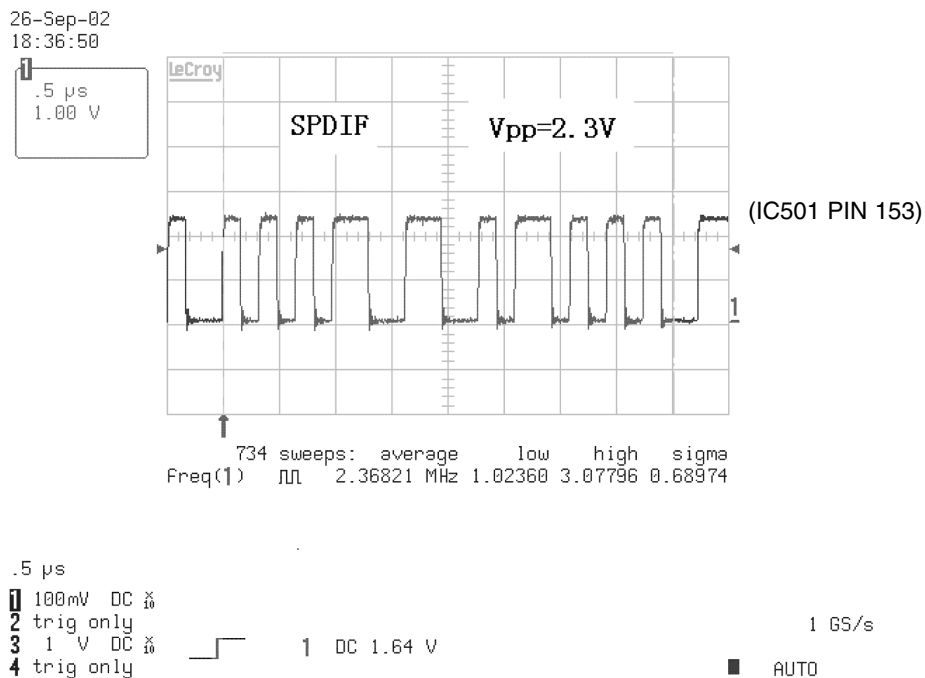 26-Sep-02
18:36:50
1
.5 µs
1.00 V
LeCroy
SPDIF
Vpp=2.3V
(IC501 PIN 153)
1
734 sweeps: average low high sigma
Freq(1) 2.36821 MHz 1.02360 3.07796 0.68974
.5 µs
1 100mV DC X10
2 trig only
3 1 V DC X10
4 trig only
1 DC 1.64 V
1 GS/s
AUTO